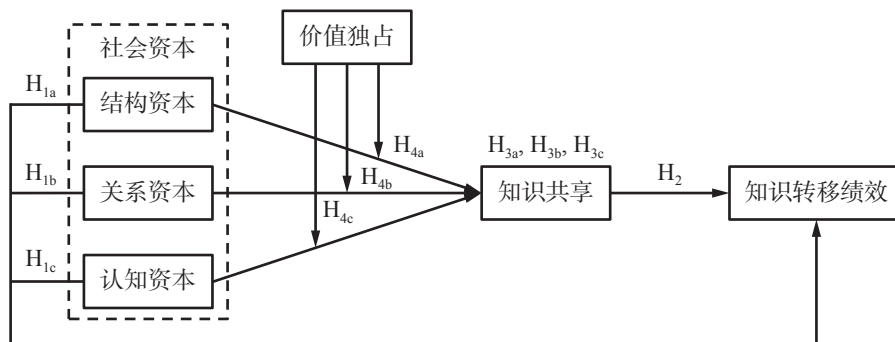 社会资本
价值独占
H1a
结构资本
H4a
H3a, H3b, H3c
H1b
关系资本
H4b
知识共享
H2
知识转移绩效
H4c
H1c
认知资本